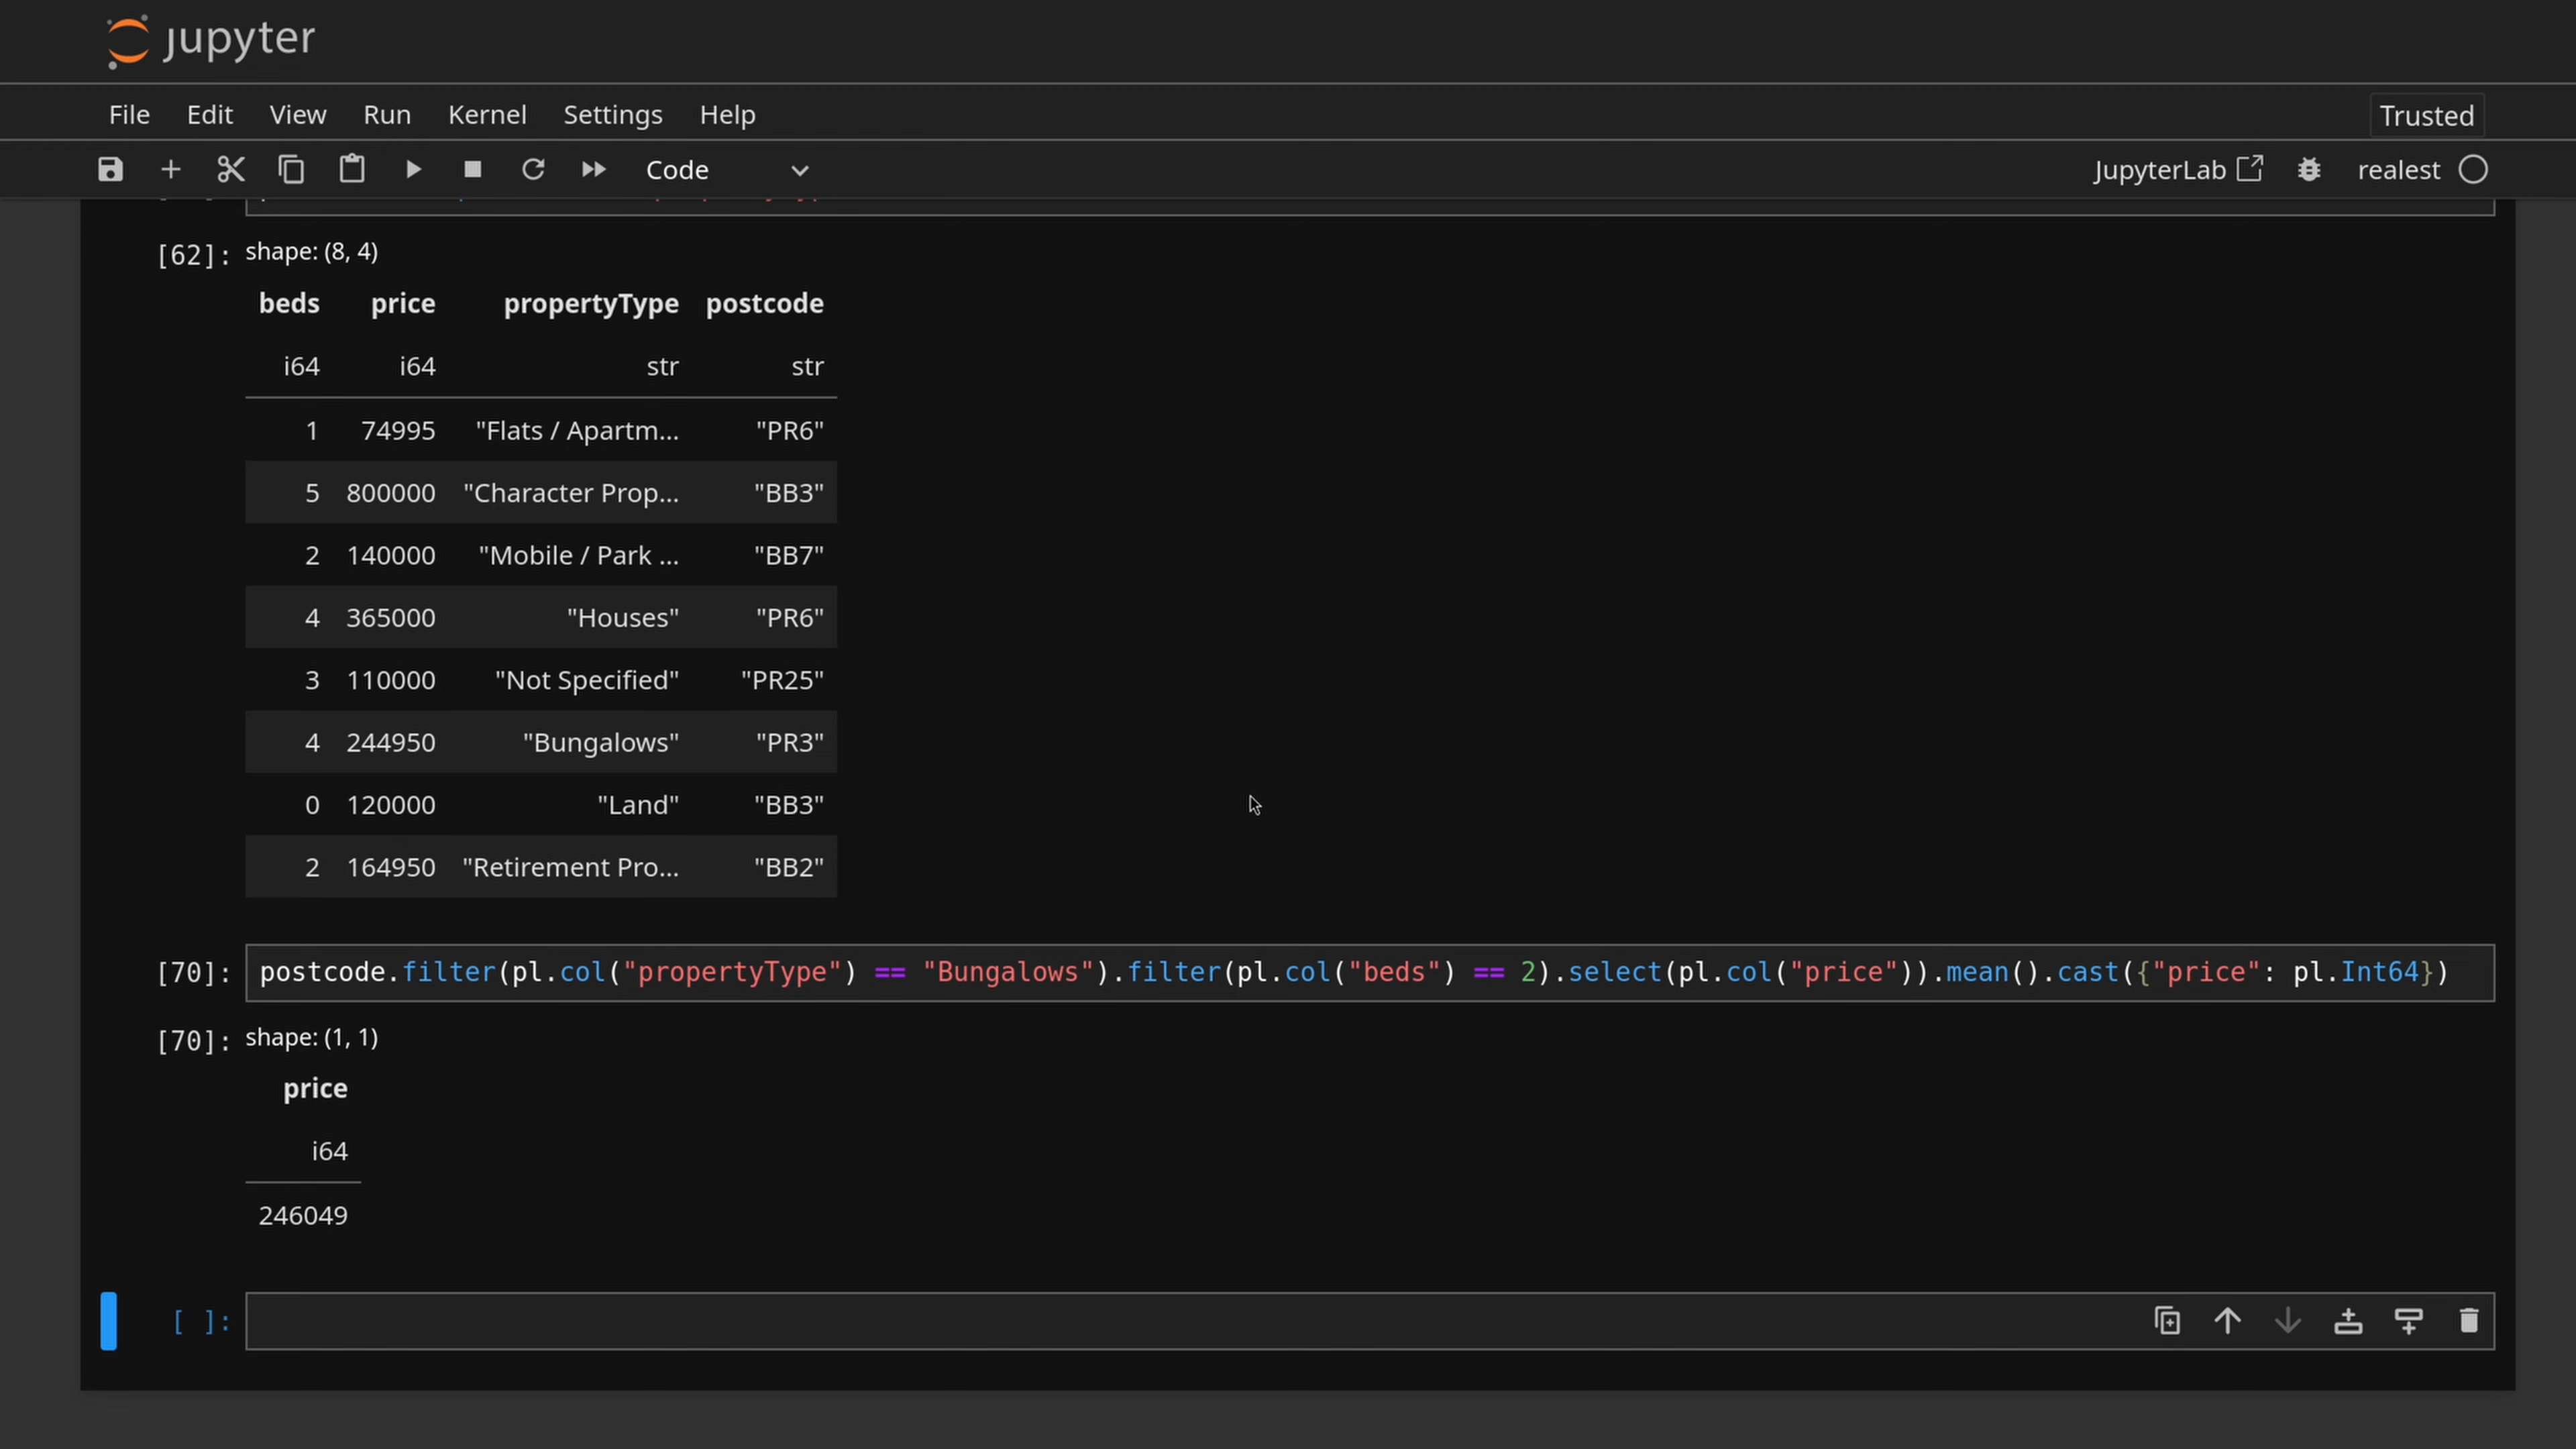 jupyter
File Edit View Run Kernel Settings Help Trusted
Code JupyterLab realest
[62]: shape: (8, 4)
beds price propertyType postcode
i64 i64 str str
1 74995 "Flats / Apartm... "PR6"
5 800000 "Character Prop... "BB3"
2 140000 "Mobile / Park ... "BB7"
4 365000 "Houses" "PR6"
3 110000 "Not Specified" "PR25"
4 244950 "Bungalows" "PR3"
0 120000 "Land" "BB3"
2 164950 "Retirement Pro... "BB2"
[70]: postcode.filter(pl.col("propertyType") == "Bungalows").filter(pl.col("beds") == 2).select(pl.col("price")).mean().cast({"price": pl.Int64})
[70]: shape: (1, 1)
price
i64
246049
[ ]: